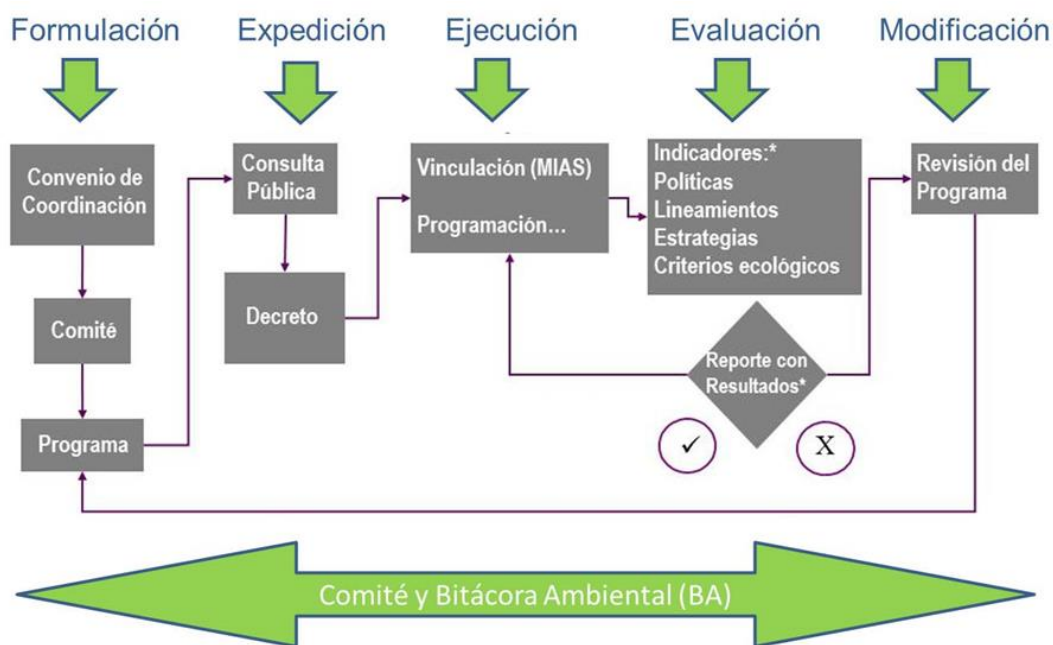 Formulación
Expedición
Ejecución
Evaluación
Modificación
Convenio de
Coordinación
Comité
Programa
Consulta
Pública
Decreto
Vinculación (MIAS)
Programación...
Indicadores:*
Políticas
Lineamientos
Estrategias
Criterios ecológicos
Reporte con
Resultados*
✓
X
Revisión del
Programa
Comité y Bitácora Ambiental (BA)